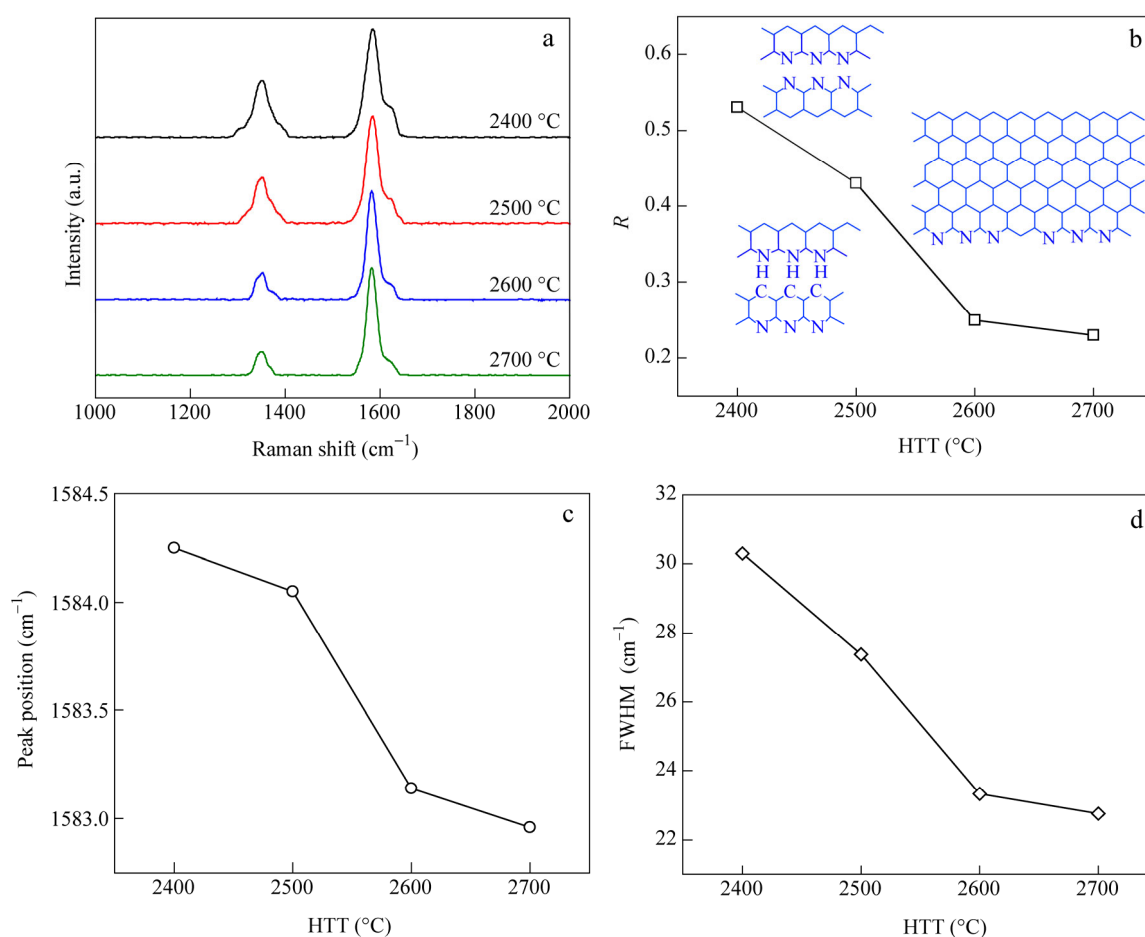 a
2400 °C
2500 °C
2600 °C
2700 °C
Intensity (a.u.)
1000 1200 1400 1600 1800 2000
Raman shift (cm⁻¹)
b
0.6
0.5
0.4
0.3
0.2
R
N N N
N N N
N N N
H H H
C C C
N N N
N N N N N N
2400 2500 2600 2700
HTT (°C)
c
1584.5
1584.0
1583.5
1583.0
Peak position (cm⁻¹)
2400 2500 2600 2700
HTT (°C)
d
32
30
28
26
24
22
FWHM (cm⁻¹)
2400 2500 2600 2700
HTT (°C)